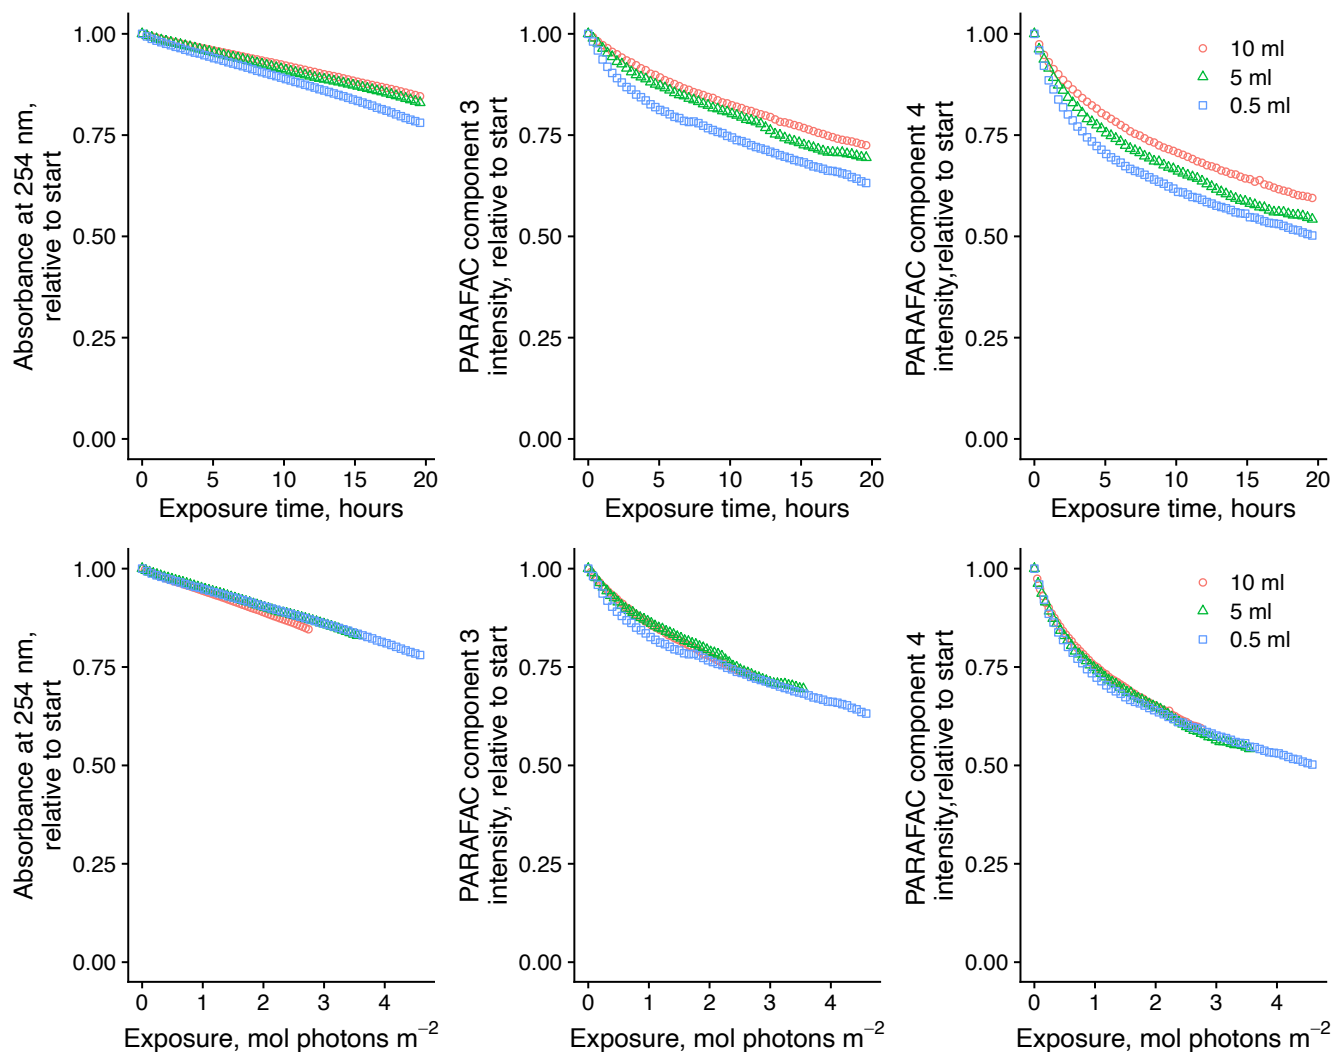 Absorbance at 254 nm,
relative to start
1.00
0.75
0.50
0.25
0.00
0 5 10 15 20
Exposure time, hours
PARAFAC component 3
intensity, relative to start
1.00
0.75
0.50
0.25
0.00
0 5 10 15 20
Exposure time, hours
PARAFAC component 4
intensity,relative to start
1.00
0.75
0.50
0.25
0.00
0 5 10 15 20
Exposure time, hours
10 ml
5 ml
0.5 ml
Absorbance at 254 nm,
relative to start
1.00
0.75
0.50
0.25
0.00
0 1 2 3 4
Exposure, mol photons m⁻²
PARAFAC component 3
intensity, relative to start
1.00
0.75
0.50
0.25
0.00
0 1 2 3 4
Exposure, mol photons m⁻²
PARAFAC component 4
intensity,relative to start
1.00
0.75
0.50
0.25
0.00
0 1 2 3 4
Exposure, mol photons m⁻²
10 ml
5 ml
0.5 ml